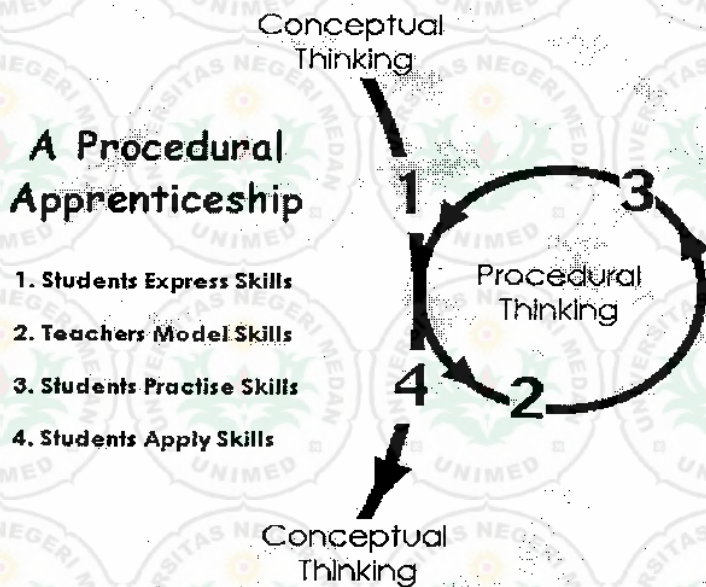 Conceptual
Thinking
A Procedural
Apprenticeship
1. Students Express Skills
2. Teachers Model Skills
3. Students Practise Skills
4. Students Apply Skills
1
3
Procedural
Thinking
4
2
Conceptual
Thinking